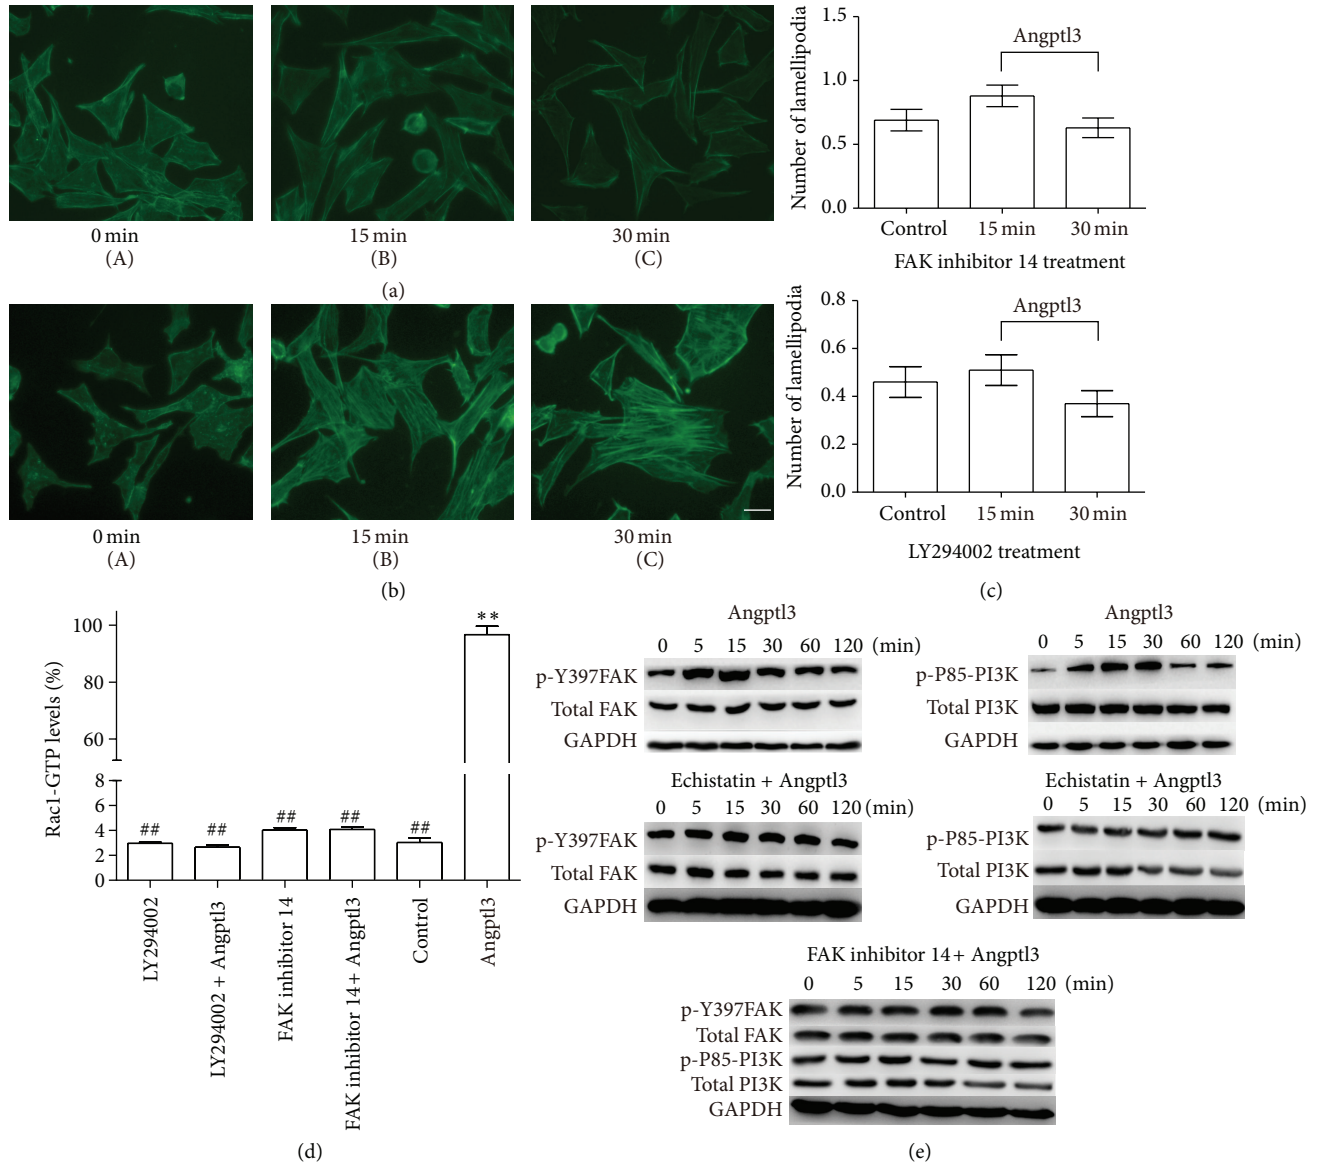 0 min
15 min
30 min
(A)
(B)
(C)
(a)
Number of lamellipodia
1.5
1.0
0.5
0.0
Angptl3
Control
15 min
30 min
FAK inhibitor 14 treatment
0 min
15 min
30 min
(A)
(B)
(C)
(b)
Number of lamellipodia
0.8
0.6
0.4
0.2
0.0
Angptl3
Control
15 min
30 min
LY294002 treatment
(c)
Rac1-GTP levels (%)
100
80
60
8
6
4
2
0
##
##
##
##
##
**
LY294002
LY294002 + Angptl3
FAK inhibitor 14
FAK inhibitor 14 + Angptl3
Control
Angptl3
(d)
Angptl3
0 5 15 30 60 120 (min)
p-Y397FAK
Total FAK
GAPDH
Angptl3
0 5 15 30 60 120 (min)
p-P85-PI3K
Total PI3K
GAPDH
Echistatin + Angptl3
0 5 15 30 60 120 (min)
p-Y397FAK
Total FAK
GAPDH
Echistatin + Angptl3
0 5 15 30 60 120 (min)
p-P85-PI3K
Total PI3K
GAPDH
FAK inhibitor 14 + Angptl3
0 5 15 30 60 120 (min)
p-Y397FAK
Total FAK
p-P85-PI3K
Total PI3K
GAPDH
(e)